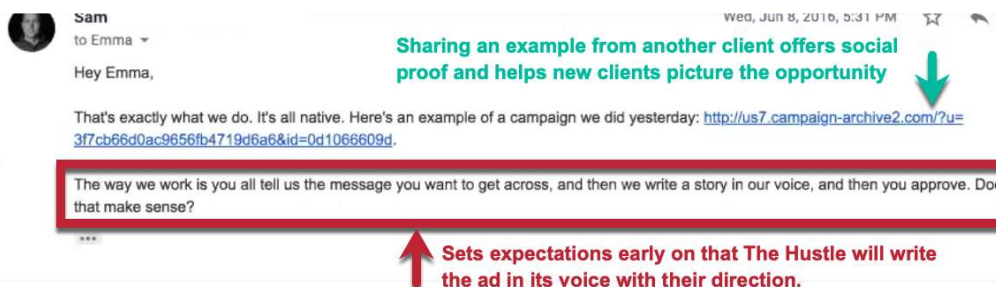 Sam
Wed, Jun 8, 2016, 5:31 PM
to Emma
Sharing an example from another client offers social
proof and helps new clients picture the opportunity
Hey Emma,
That's exactly what we do. It's all native. Here's an example of a campaign we did yesterday: http://us7.campaign-archive2.com/?u=
3f7cb66d0ac9656fb4719d6a6&id=0d1066609d.
The way we work is you all tell us the message you want to get across, and then we write a story in our voice, and then you approve. Doe
that make sense?
Sets expectations early on that The Hustle will write
the ad in its voice with their direction.